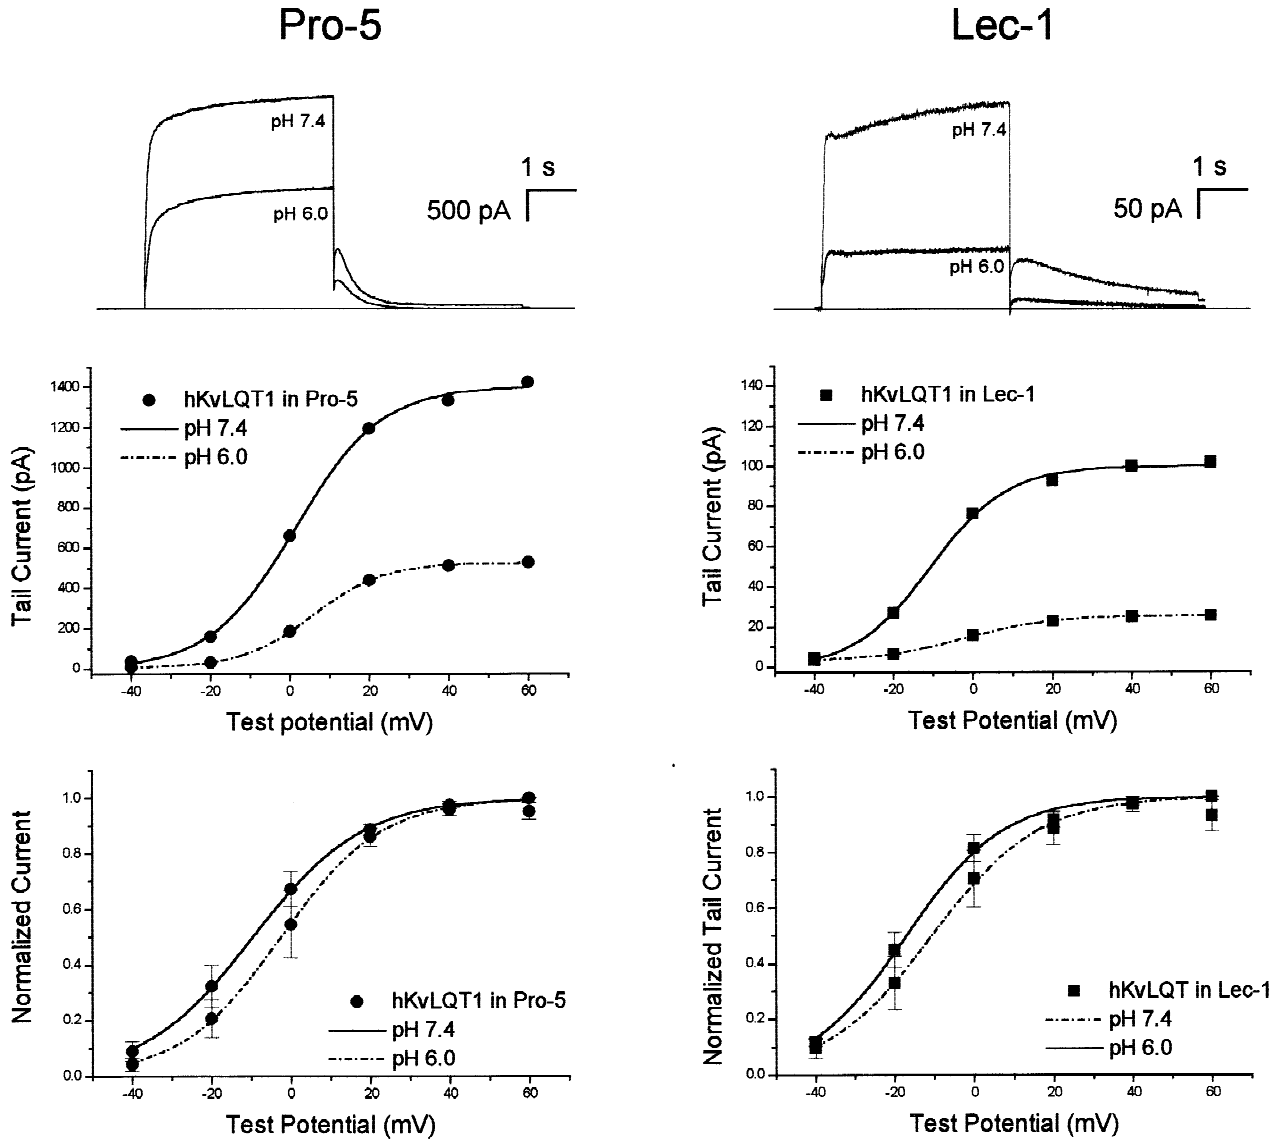 Pro-5
Lec-1
pH 7.4
pH 6.0
1 s
500 pA
pH 7.4
pH 6.0
1 s
50 pA
hKvLQT1 in Pro-5
pH 7.4
pH 6.0
Tail Current (pA)
1400
1200
1000
800
600
400
200
0
-40
-20
0
20
40
60
Test potential (mV)
hKvLQT1 in Lec-1
pH 7.4
pH 6.0
Tail Current (pA)
140
120
100
80
60
40
20
0
-40
-20
0
20
40
60
Test Potential (mV)
Normalized Current
1.0
0.8
0.6
0.4
0.2
0.0
hKvLQT1 in Pro-5
pH 7.4
pH 6.0
-40
-20
0
20
40
60
Test Potential (mV)
Normalized Tail Current
1.0
0.8
0.6
0.4
0.2
0.0
hKvLQT in Lec-1
pH 7.4
pH 6.0
-40
-20
0
20
40
60
Test Potential (mV)